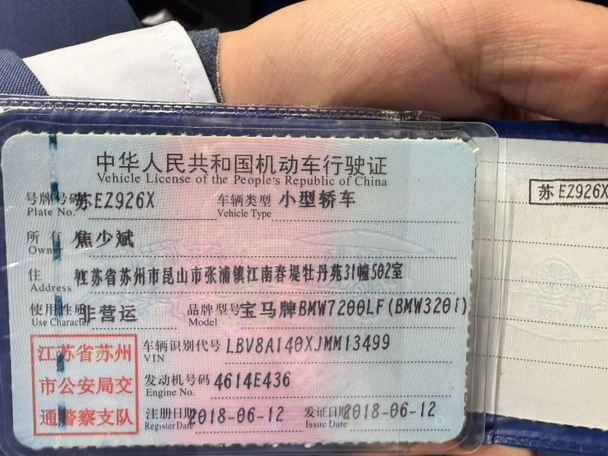 中华人民共和国机动车行驶证
Vehicle License of the People's Republic of China
号牌号码 苏EZ926X 车辆类型 小型轿车
Plate No. Vehicle Type
苏EZ926X
所有 焦少斌
Owner
住 江苏省苏州市昆山市张浦镇江南春堤牡丹苑31幢502室
Address
使用性质 非营运 品牌型号 宝马牌BMW7200LF(BMW320i)
Use Character Model
江苏省苏州
市公安局交
通警察支队
车辆识别代号 LBV8A140XJMM13499
VIN
发动机号码 4614E436
Engine No.
注册日期 2018-06-12 发证日期 2018-06-12
Register Date Issue Date